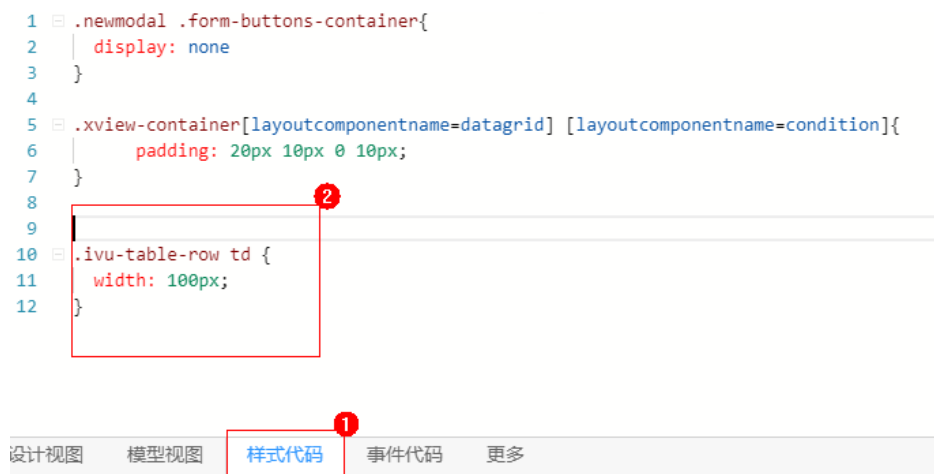 1 .newmodal .form-buttons-container{
2 display: none
3 }
4
5 .xview-container[layoutcomponentname=datagrid] [layoutcomponentname=condition]{
6 padding: 20px 10px 0 10px;
7 }
8
2
9
10 .ivu-table-row td {
11 width: 100px;
12 }
1
设计视图 模型视图 样式代码 事件代码 更多